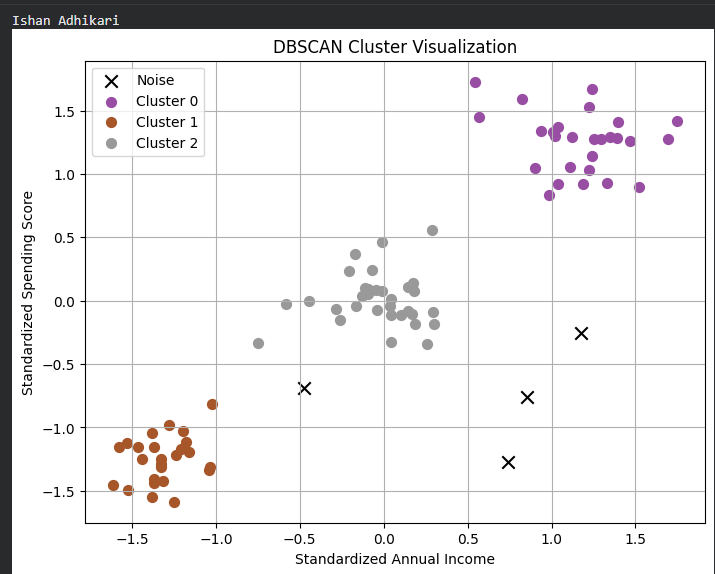 Ishan Adhikari
DBSCAN Cluster Visualization
Noise
Cluster 0
Cluster 1
Cluster 2
Standardized Spending Score
1.5
1.0
0.5
0.0
−0.5
−1.0
−1.5
−1.5 −1.0 −0.5 0.0 0.5 1.0 1.5
Standardized Annual Income